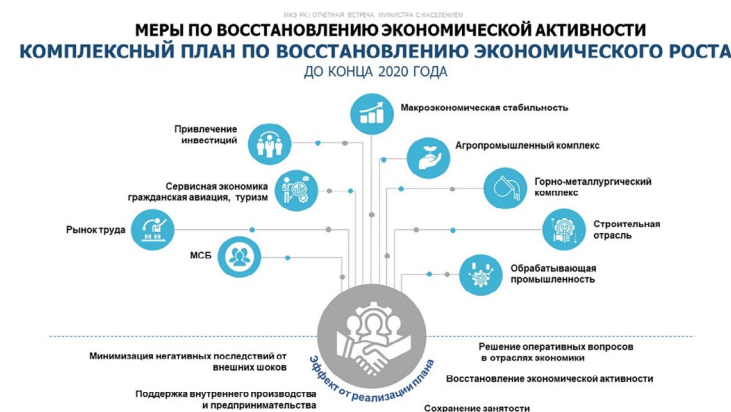 МНЭ РК| ОТЧЕТНАЯ ВСТРЕЧА МИНИСТРА С НАСЕЛЕНИЕМ
МЕРЫ ПО ВОССТАНОВЛЕНИЮ ЭКОНОМИЧЕСКОЙ АКТИВНОСТИ
КОМПЛЕКСНЫЙ ПЛАН ПО ВОССТАНОВЛЕНИЮ ЭКОНОМИЧЕСКОГО РОСТА
ДО КОНЦА 2020 ГОДА
Макроэкономическая стабильность
Привлечение
инвестиций
Агропромышленный комплекс
Сервисная экономика
гражданская авиация, туризм
Горно-металлургический
комплекс
Рынок труда
Строительная
отрасль
МСБ
Обрабатывающая
промышленность
Эффект от реализации плана
Минимизация негативных последствий от
внешних шоков
Поддержка внутреннего производства
и предпринимательства
Решение оперативных вопросов
в отраслях экономики
Восстановление экономической активности
Сохранение занятости